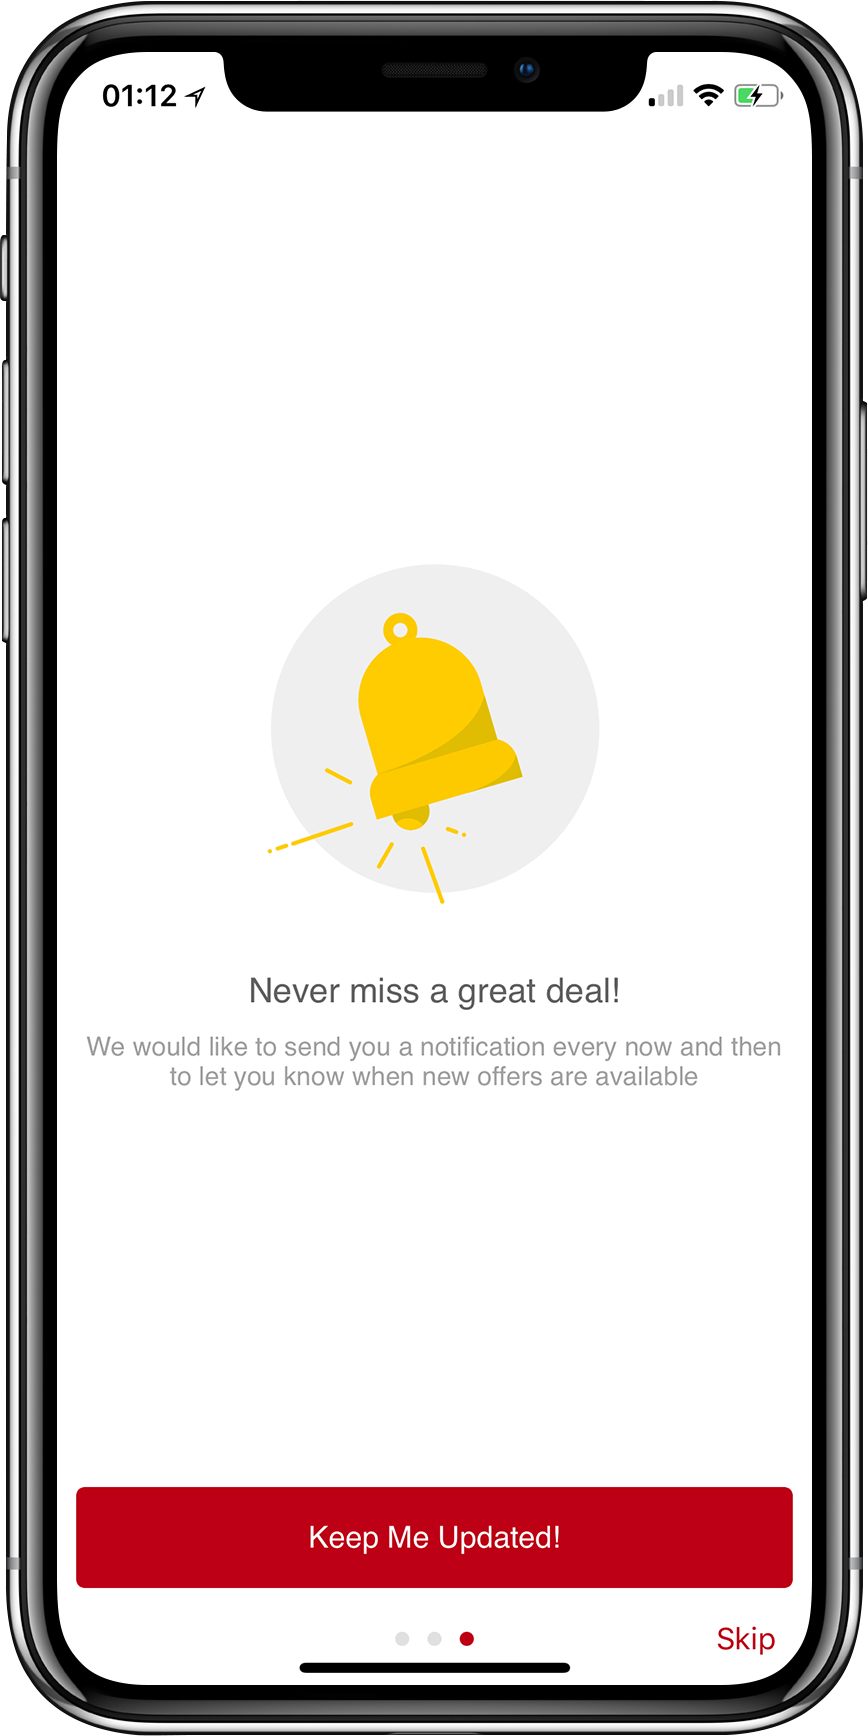 01:12
Never miss a great deal!
We would like to send you a notification every now and then
to let you know when new offers are available
Keep Me Updated!
Skip